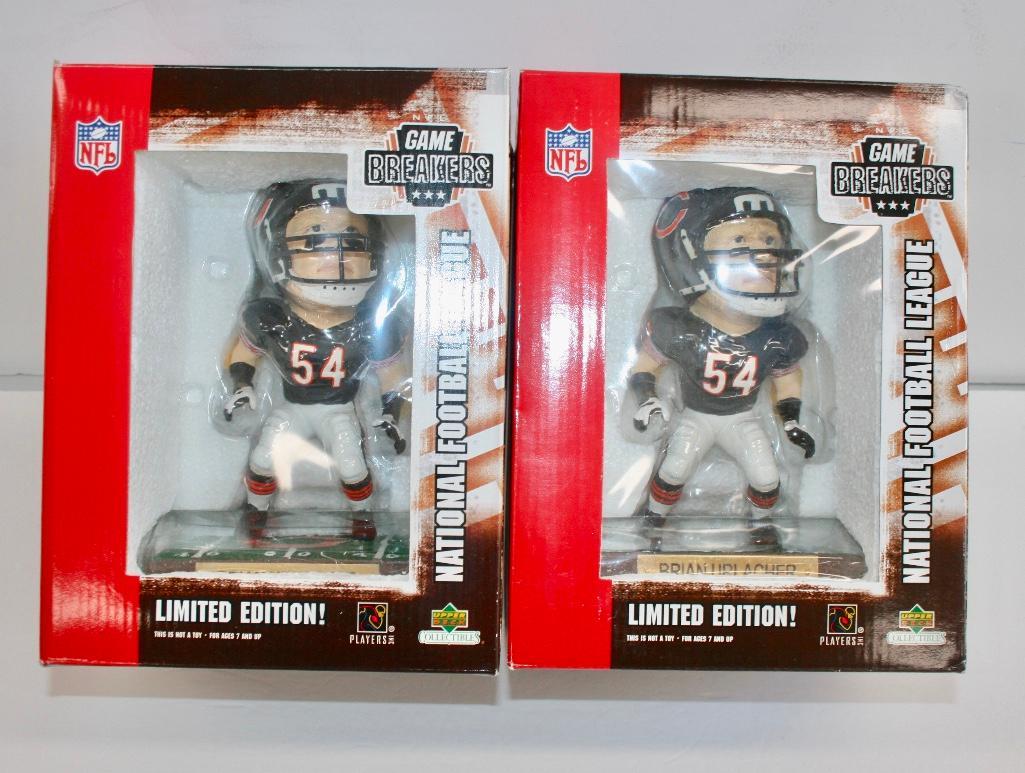 NFL
NFL
GAME
BREAKERS
54
NATIONAL FOOTBALL LEAGUE
LIMITED EDITION!
THIS IS NOT A TOY • FOR AGES 7 AND UP
PLAYERS INC
®
UPPER
DECK
COLLECTIBLES
NFL
NFL
GAME
BREAKERS
54
NATIONAL FOOTBALL LEAGUE
BRIAN URLACHER
LIMITED EDITION!
THIS IS NOT A TOY • FOR AGES 7 AND UP
PLAYERS INC
®
UPPER
DECK
COLLECTIBLES